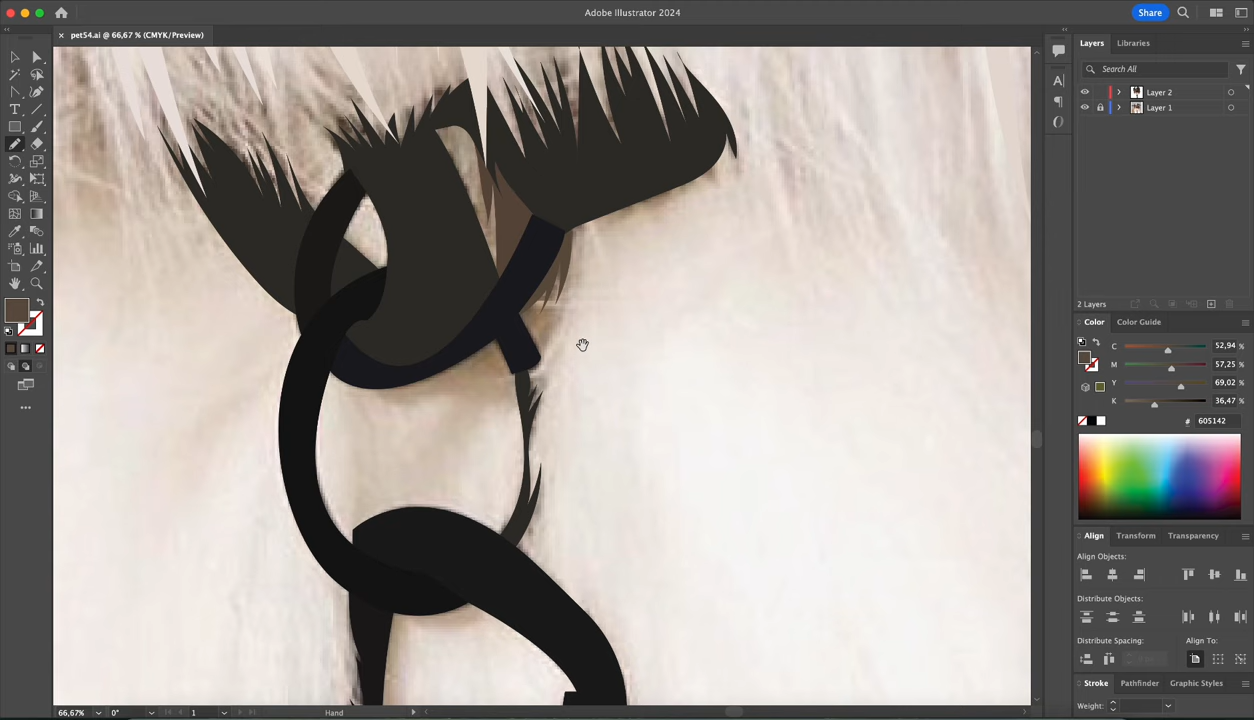 Adobe Illustrator 2024
Share
pet54.ai @ 66,67 % (CMYK/Preview)
Layers
Libraries
Search All
Layer 2
Layer 1
2 Layers
Color
Color Guide
C 52,94 %
M 57,25 %
Y 69,02 %
K 36,47 %
# 605142
Align
Transform
Transparency
Align Objects:
Distribute Objects:
Distribute Spacing:
Align To:
Stroke
Pathfinder
Graphic Styles
Weight:
66,67%
0°
1
Hand